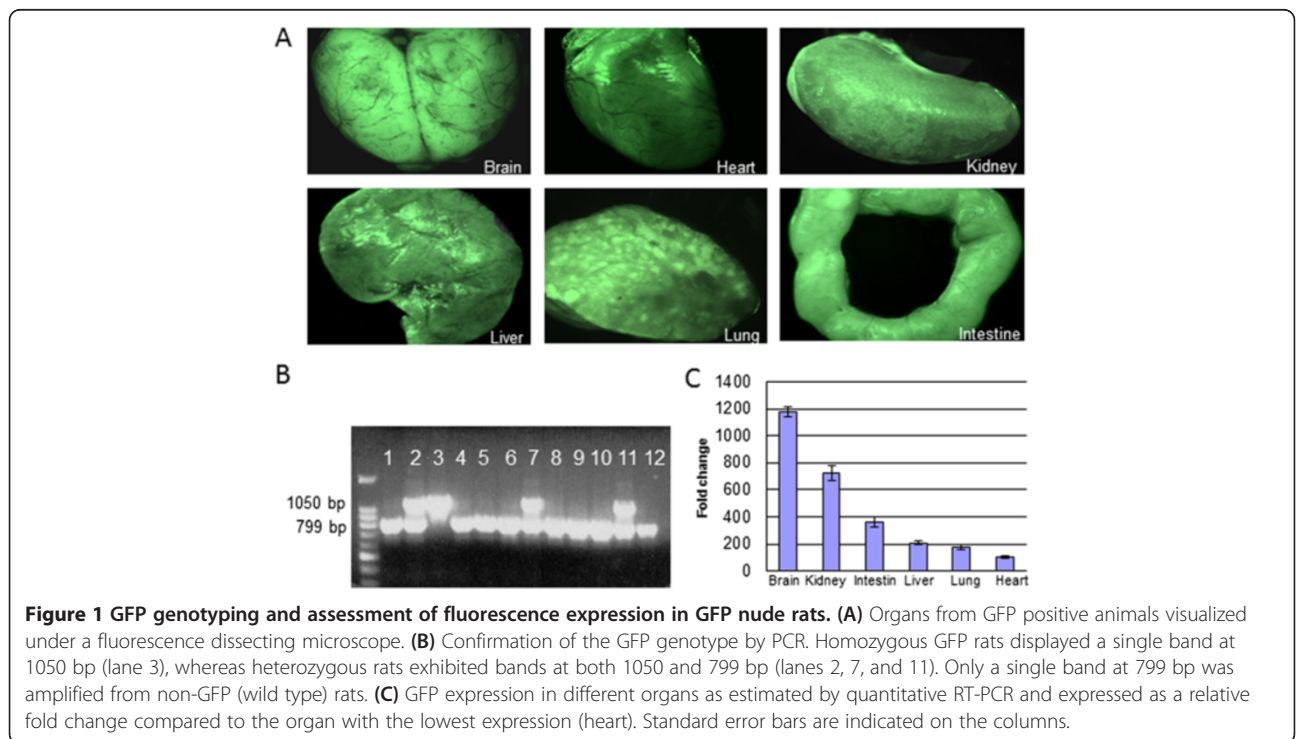 A
Brain
Heart
Kidney
Liver
Lung
Intestine
B
1 2 3 4 5 6 7 8 9 10 11 12
1050 bp
799 bp
C
Fold change
1400
1200
1000
800
600
400
200
0
Brain Kidney Intestin Liver Lung Heart
Figure 1 GFP genotyping and assessment of fluorescence expression in GFP nude rats. (A) Organs from GFP positive animals visualized
under a fluorescence dissecting microscope. (B) Confirmation of the GFP genotype by PCR. Homozygous GFP rats displayed a single band at
1050 bp (lane 3), whereas heterozygous rats exhibited bands at both 1050 and 799 bp (lanes 2, 7, and 11). Only a single band at 799 bp was
amplified from non-GFP (wild type) rats. (C) GFP expression in different organs as estimated by quantitative RT-PCR and expressed as a relative
fold change compared to the organ with the lowest expression (heart). Standard error bars are indicated on the columns.